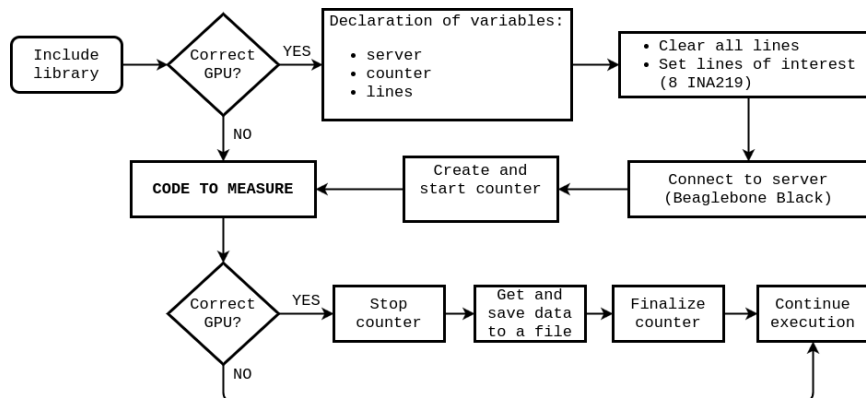 Include
library
Correct
GPU?
YES
Declaration of variables:
• server
• counter
• lines
• Clear all lines
• Set lines of interest
(8 INA219)
NO
CODE TO MEASURE
Create and
start counter
Connect to server
(Beaglebone Black)
Correct
GPU?
YES
Stop
counter
Get and
save data
to a file
Finalize
counter
Continue
execution
NO